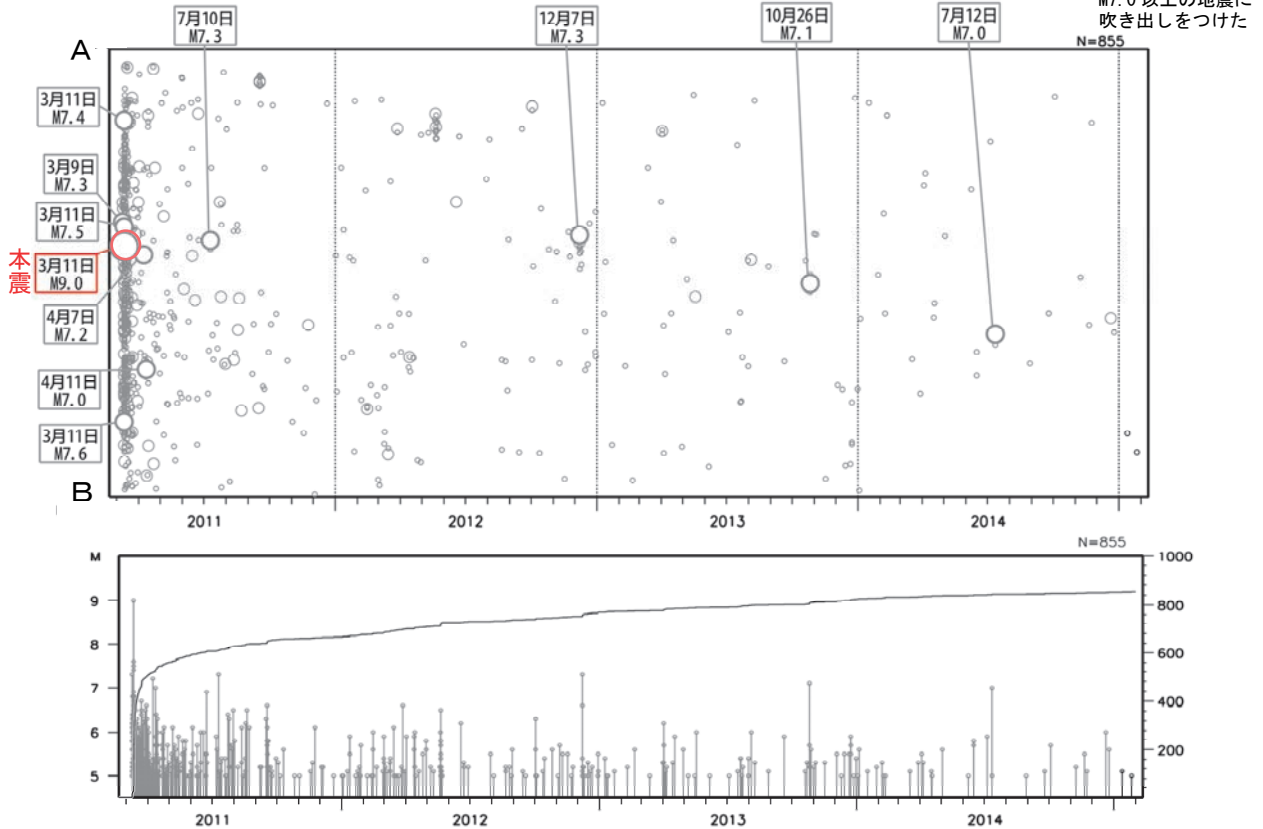 M7.0以上の地震に
吹き出しをつけた
7月10日
M7.3
12月7日
M7.3
10月26日
M7.1
7月12日
M7.0
N=855
A
3月11日
M7.4
3月9日
M7.3
3月11日
M7.5
本震
3月11日
M9.0
4月7日
M7.2
4月11日
M7.0
3月11日
M7.6
B
2011
2012
2013
2014
N=855
M
9
8
7
6
5
1000
800
600
400
200
2011
2012
2013
2014